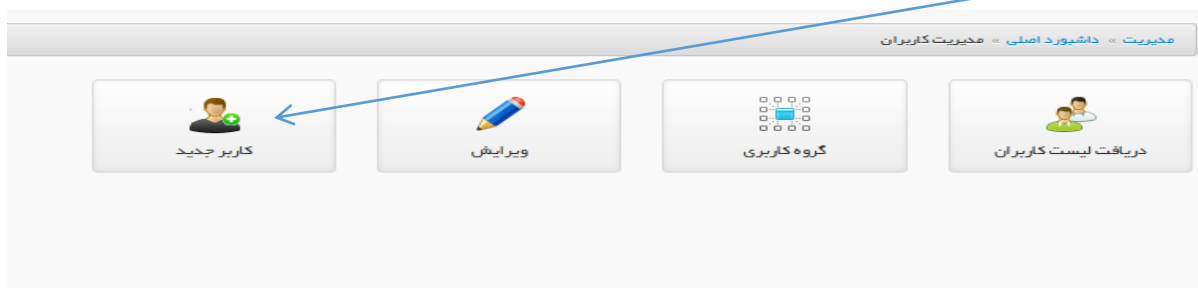 مدیریت » داشبورد اصلی » مدیریت کاربران
دریافت لیست کاربران
گروه کاربری
ویرایش
کاربر جدید